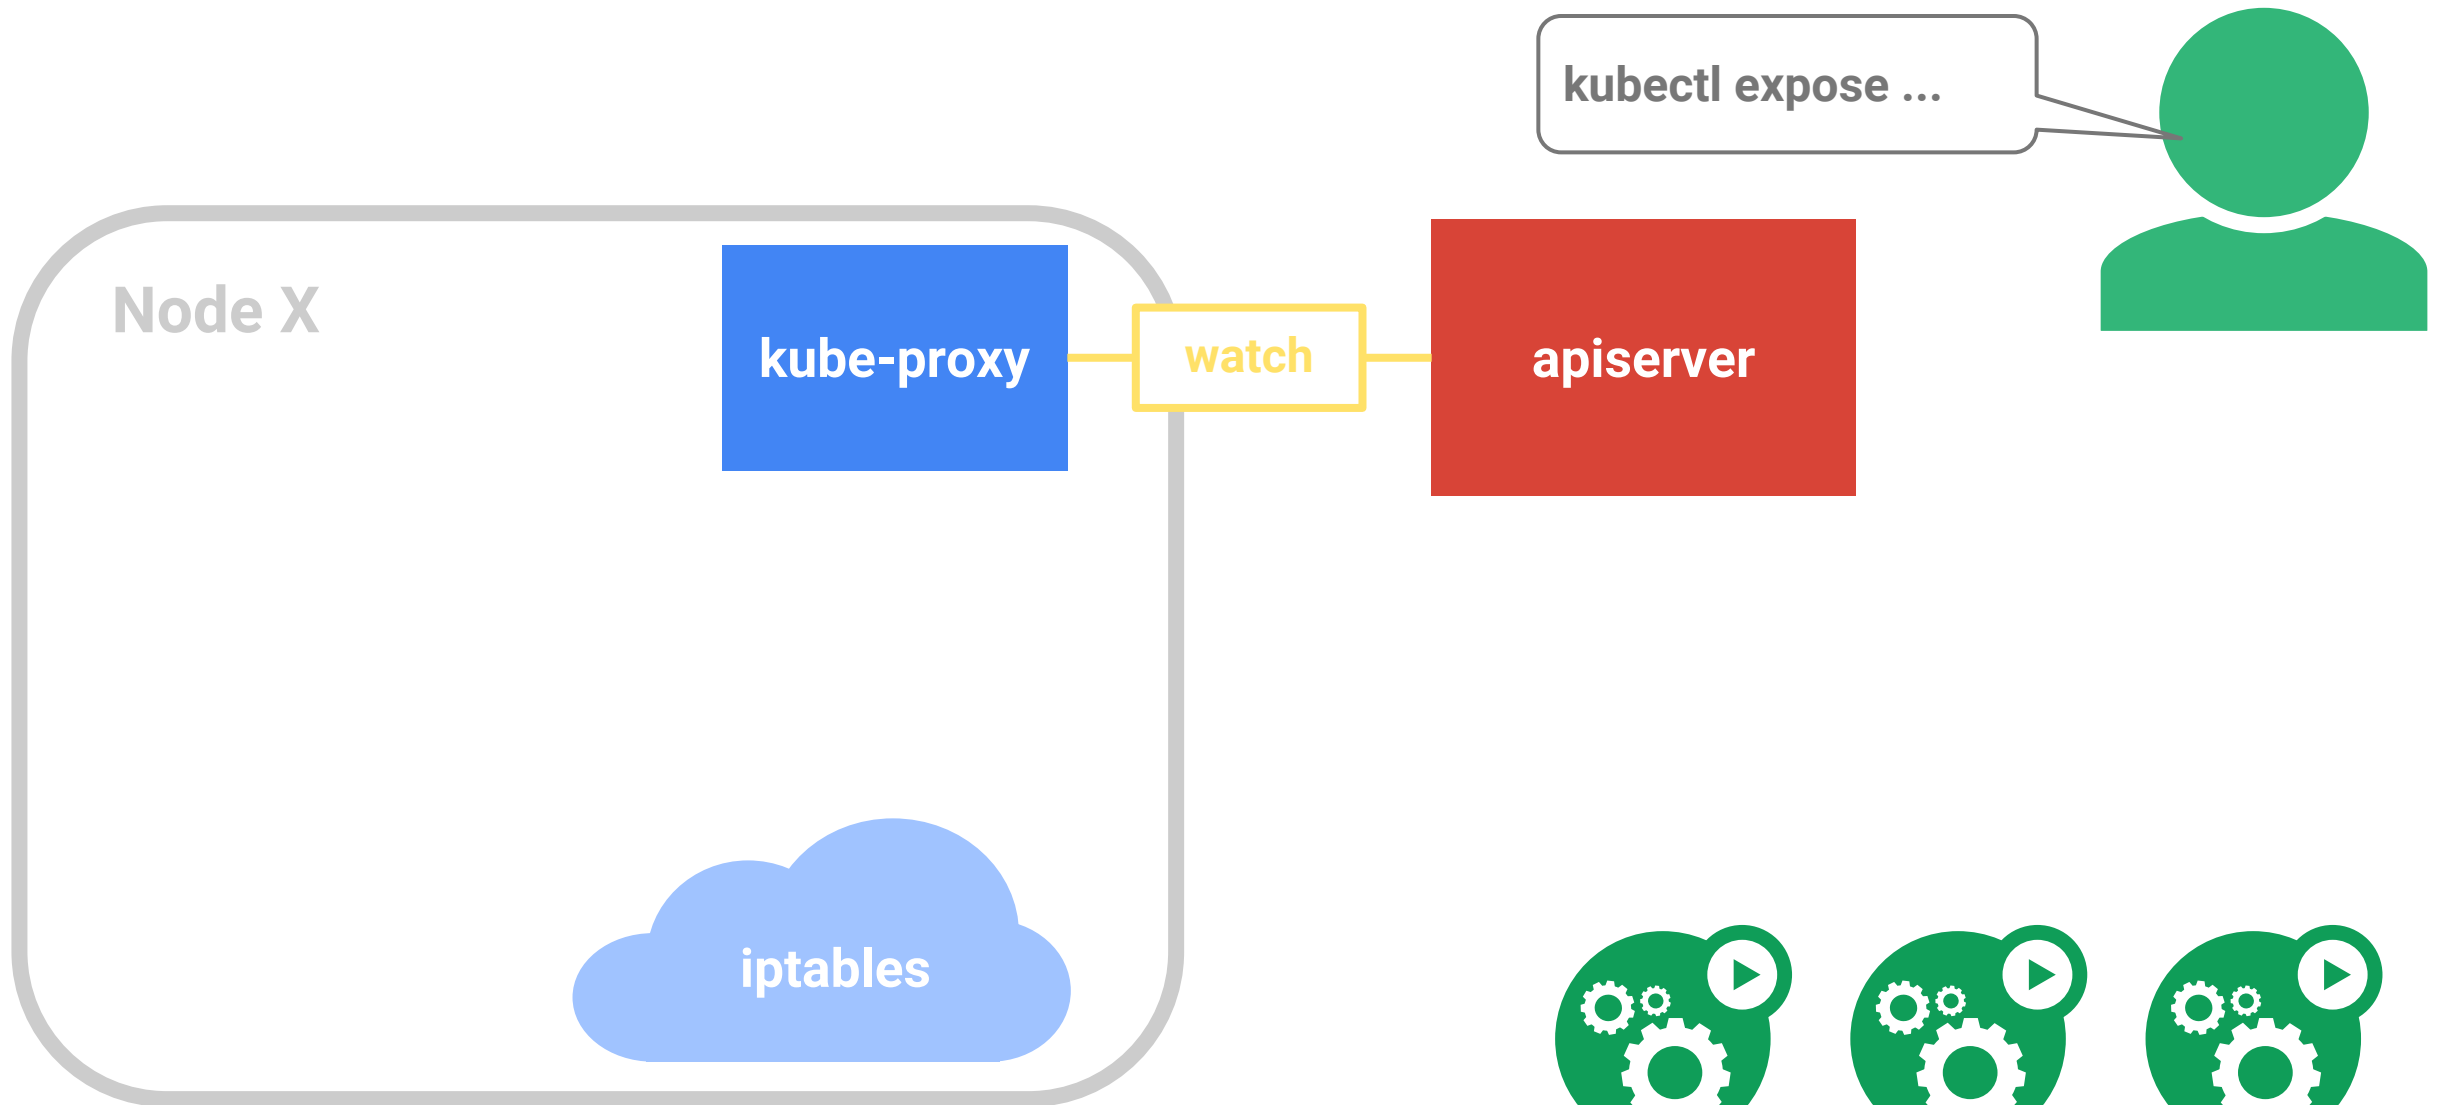 kubectl expose ...
Node X
kube-proxy
watch
apiserver
iptables